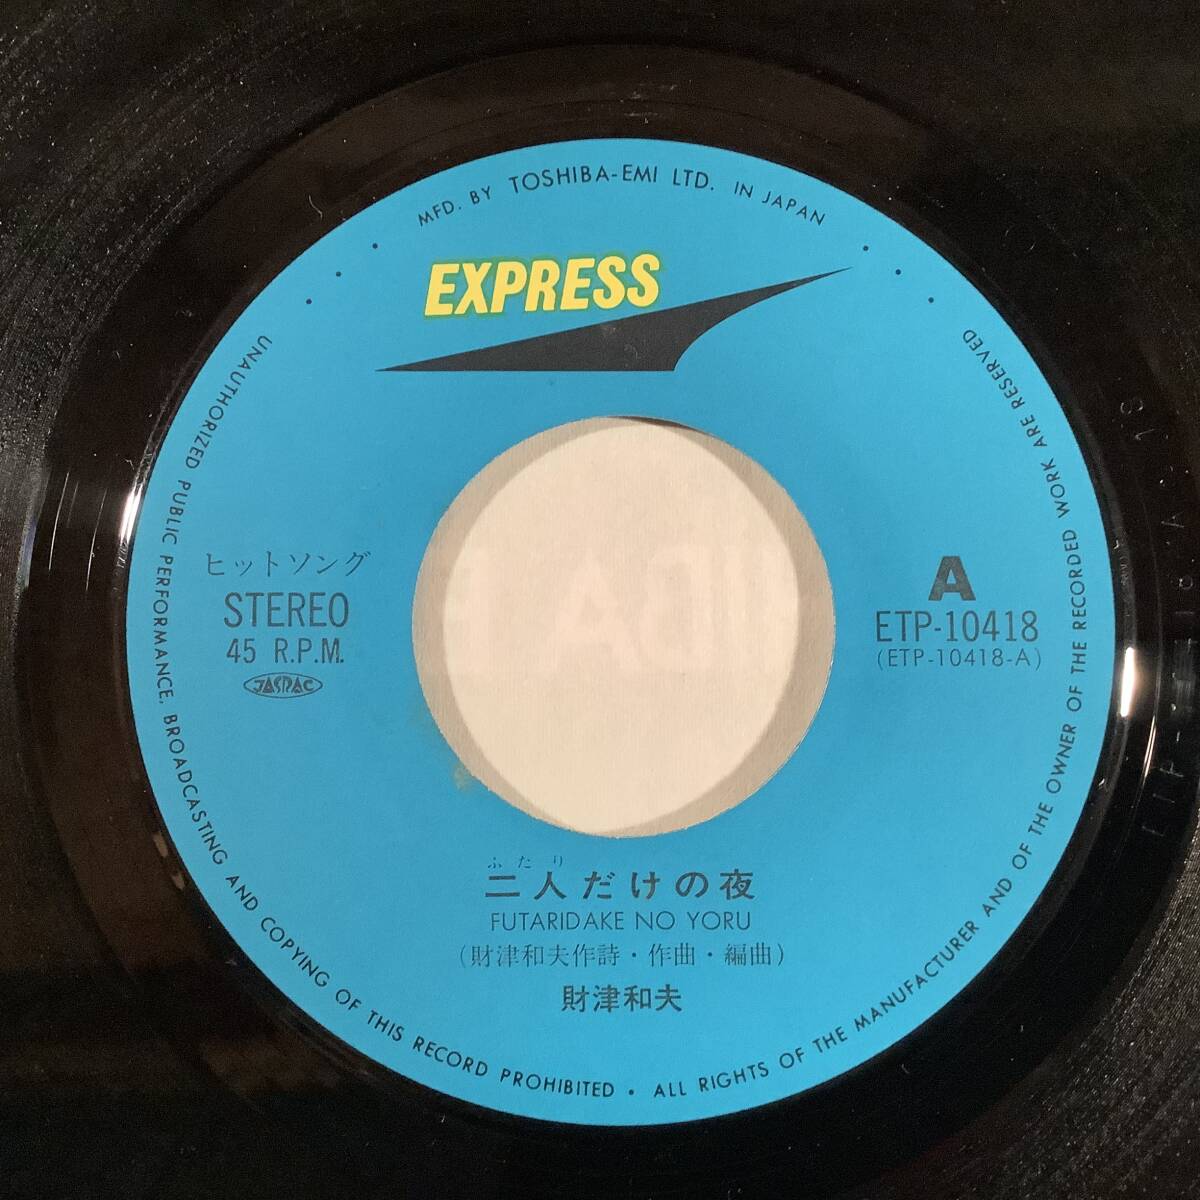 MFD. BY TOSHIBA-EMI LTD. IN JAPAN
EXPRESS
ヒットソング
STEREO
45 R.P.M.
JASRAC
A
ETP-10418
(ETP-10418-A)
ふたり
二人だけの夜
FUTARIDAKE NO YORU
(財津和夫作詩・作曲・編曲)
財津和夫
UNAUTHORIZED PUBLIC PERFORMANCE, BROADCASTING AND COPYING OF THIS RECORD PROHIBITED • ALL RIGHTS OF THE MANUFACTURER AND OF THE OWNER OF THE RECORDED WORK ARE RESERVED